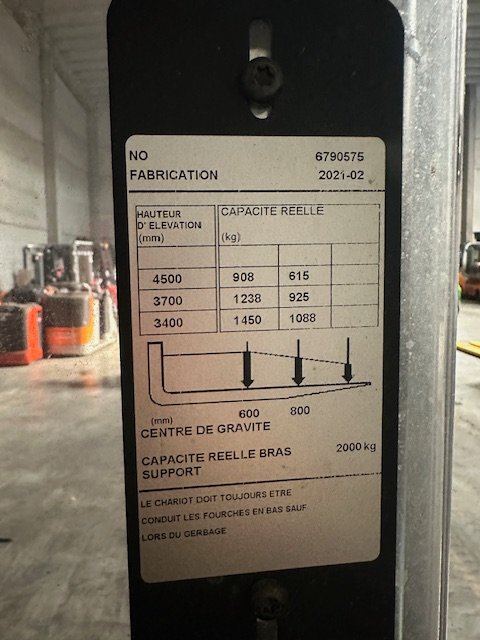 NO 6790575
FABRICATION 2021-02
HAUTEUR CAPACITE REELLE
D' ELEVATION
(mm) (kg)
4500 908 615
3700 1238 925
3400 1450 1088
(mm) 600 800
CENTRE DE GRAVITE
CAPACITE REELLE BRAS 2000 kg
SUPPORT
LE CHARIOT DOIT TOUJOURS ETRE
CONDUIT LES FOURCHES EN BAS SAUF
LORS DU GERBAGE